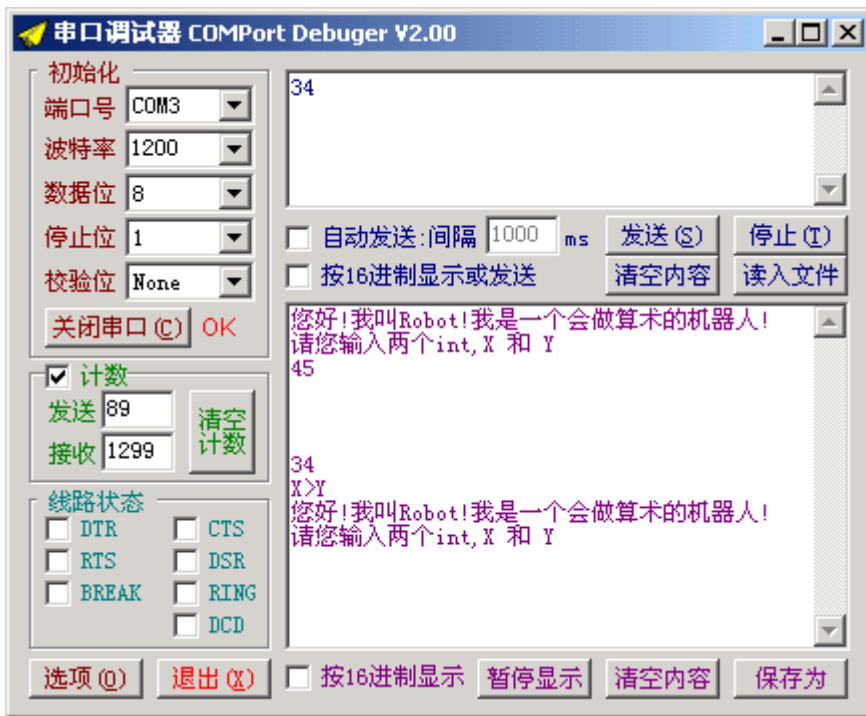 串口调试器 COMPort Debuger V2.00
初始化
端口号 COM3
波特率 1200
数据位 8
停止位 1
校验位 None
关闭串口(C) OK
计数
发送 89
接收 1299
清空
计数
线路状态
DTR CTS
RTS DSR
BREAK RING
DCD
选项(O) 退出(X)
34
自动发送:间隔 1000 ms 发送(S) 停止(T)
按16进制显示或发送 清空内容 读入文件
您好!我叫Robot!我是一个会做算术的机器人!
请您输入两个int,X 和 Y
45
34
X>Y
您好!我叫Robot!我是一个会做算术的机器人!
请您输入两个int,X 和 Y
按16进制显示 暂停显示 清空内容 保存为